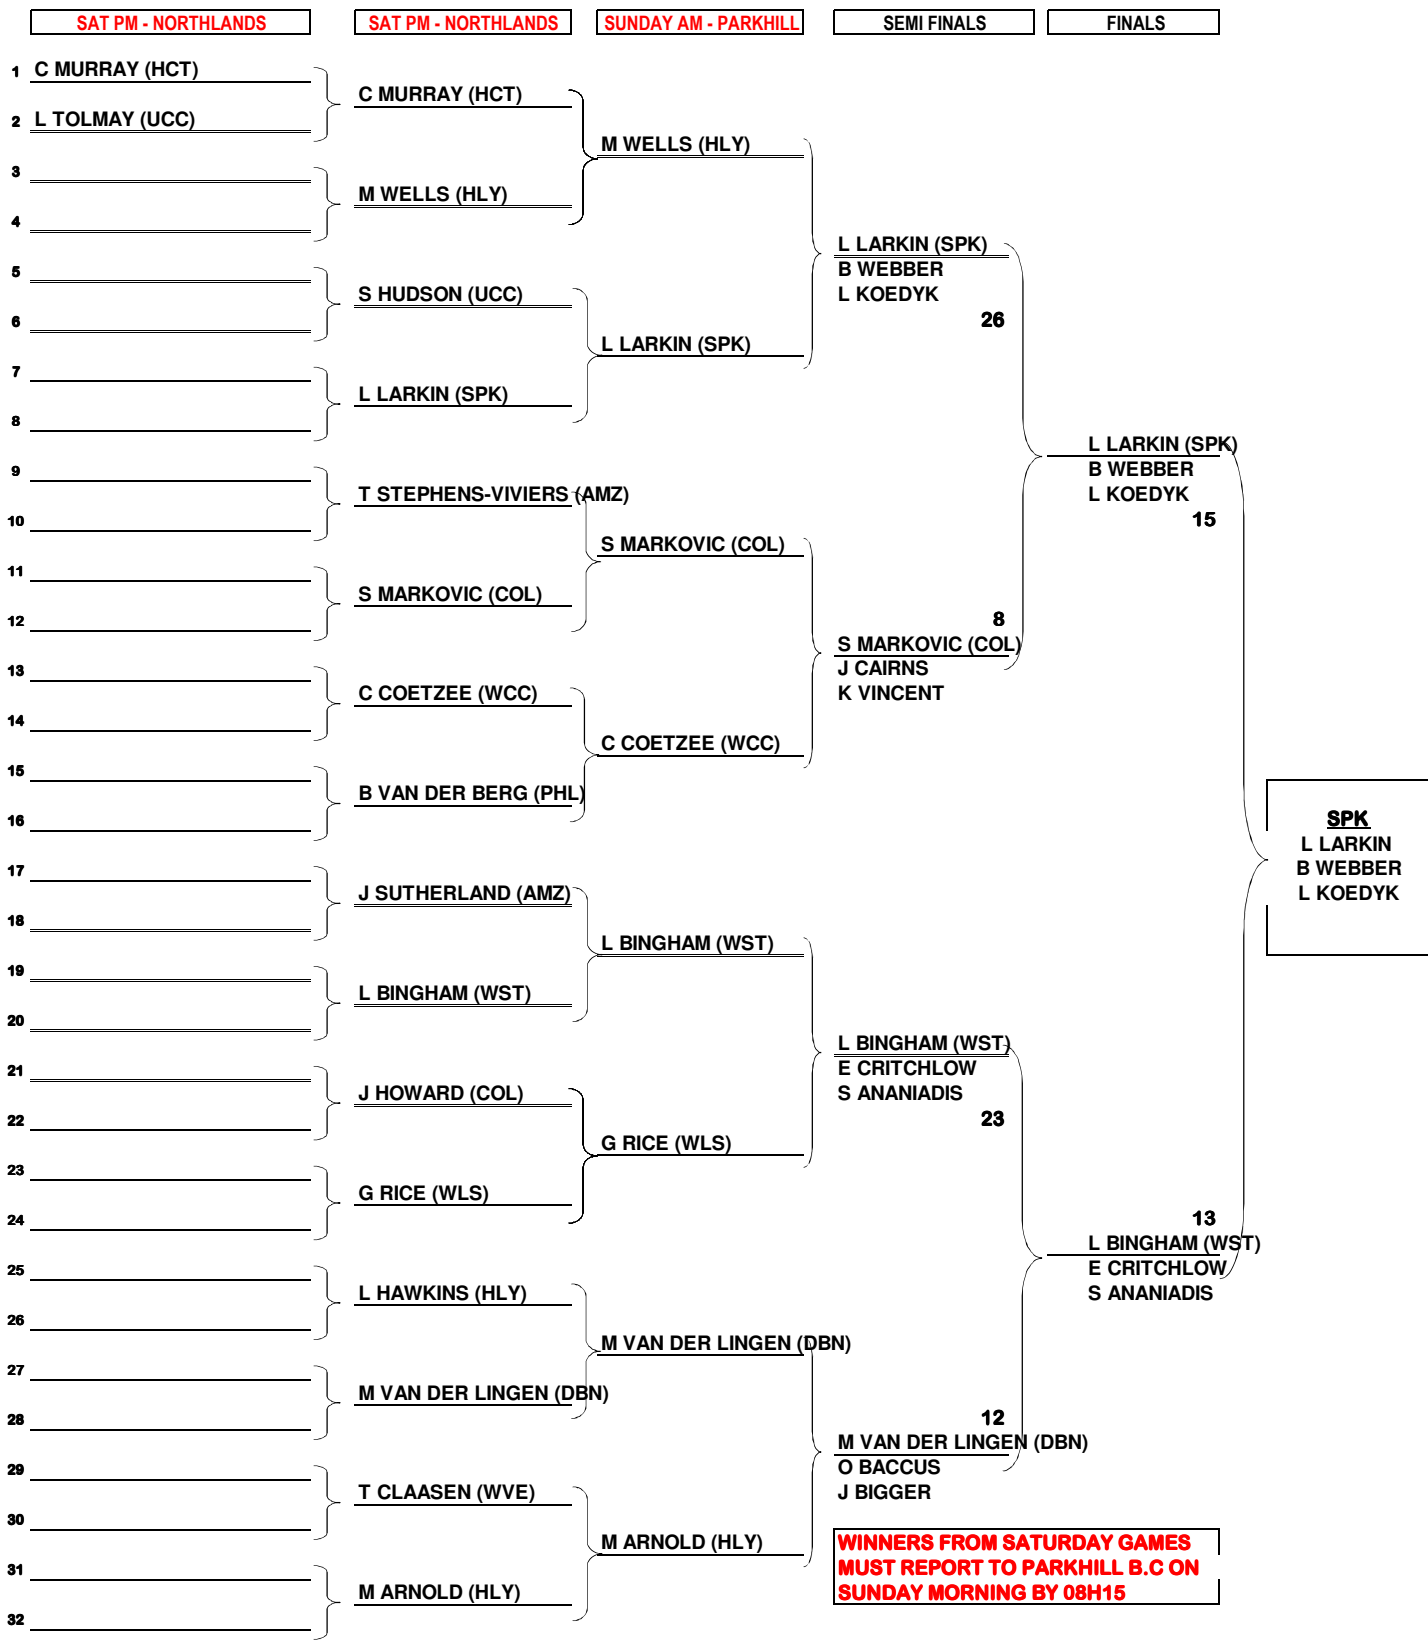 SAT PM - NORTHLANDS
SAT PM - NORTHLANDS
SUNDAY AM - PARKHILL
SEMI FINALS
FINALS
1 C MURRAY (HCT)
2 L TOLMAY (UCC)
3
4
5
6
7
8
9
10
11
12
13
14
15
16
17
18
19
20
21
22
23
24
25
26
27
28
29
30
31
32
C MURRAY (HCT)
M WELLS (HLY)
S HUDSON (UCC)
L LARKIN (SPK)
T STEPHENS-VIVIERS (AMZ)
S MARKOVIC (COL)
C COETZEE (WCC)
B VAN DER BERG (PHL)
J SUTHERLAND (AMZ)
L BINGHAM (WST)
J HOWARD (COL)
G RICE (WLS)
L HAWKINS (HLY)
M VAN DER LINGEN (DBN)
T CLAASEN (WVE)
M ARNOLD (HLY)
M WELLS (HLY)
L LARKIN (SPK)
S MARKOVIC (COL)
C COETZEE (WCC)
L BINGHAM (WST)
G RICE (WLS)
M VAN DER LINGEN (DBN)
M ARNOLD (HLY)
L LARKIN (SPK)
B WEBBER
L KOEDYK
26
8
S MARKOVIC (COL)
J CAIRNS
K VINCENT
L BINGHAM (WST)
E CRITCHLOW
S ANANIADIS
23
12
M VAN DER LINGEN (DBN)
O BACCUS
J BIGGER
WINNERS FROM SATURDAY GAMES
MUST REPORT TO PARKHILL B.C ON
SUNDAY MORNING BY 08H15
L LARKIN (SPK)
B WEBBER
L KOEDYK
15
13
L BINGHAM (WST)
E CRITCHLOW
S ANANIADIS
SPK
L LARKIN
B WEBBER
L KOEDYK